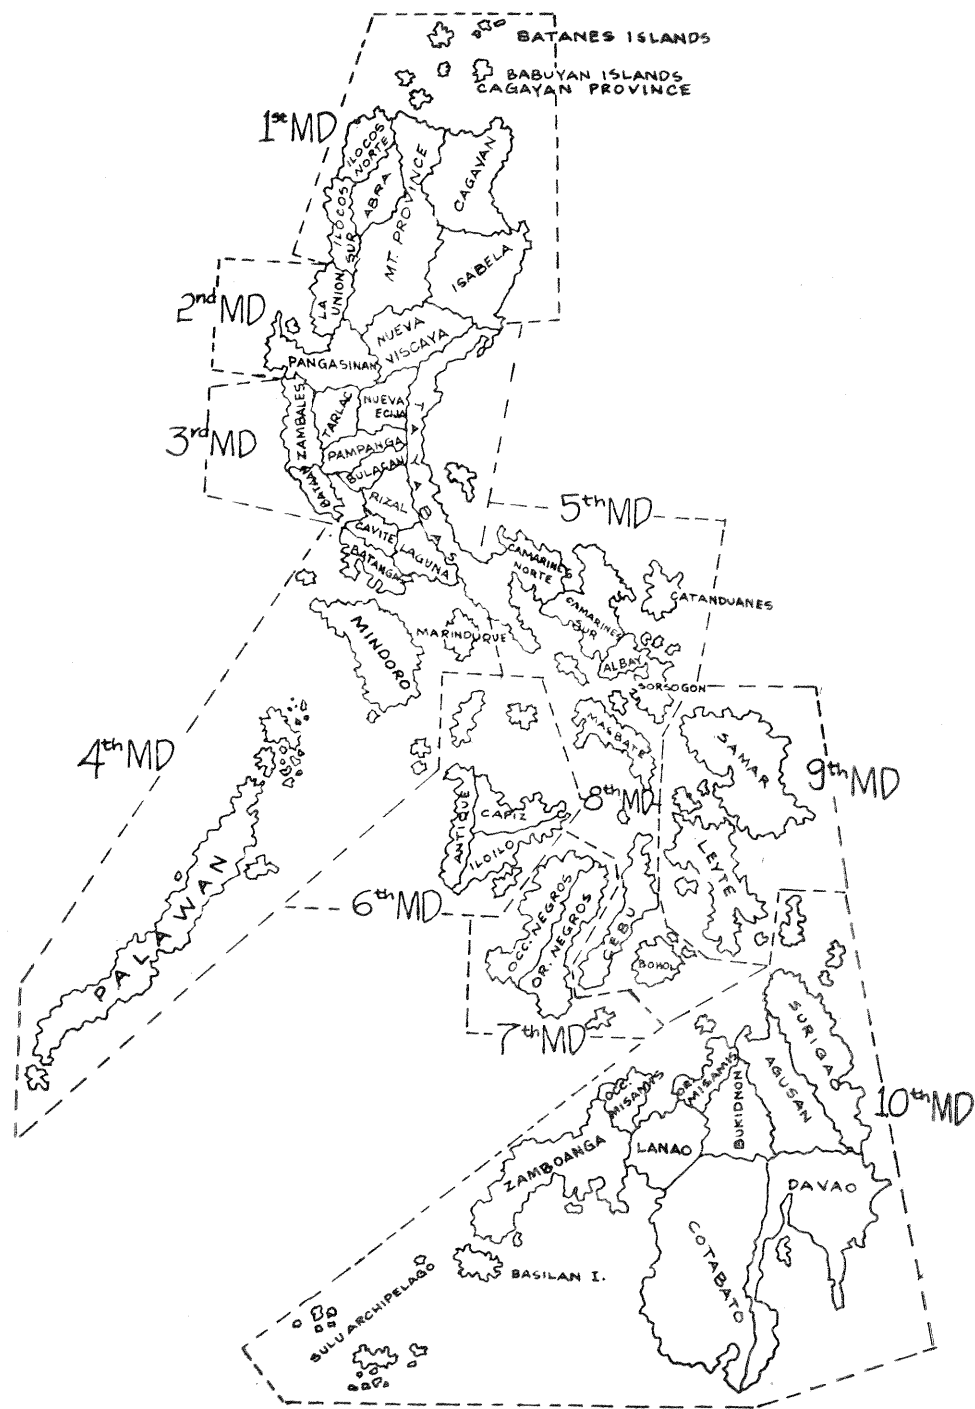 BATANES ISLANDS
BABUYAN ISLANDS
CAGAYAN PROVINCE
1st MD
ILOCOS
NORTE
ABRA
MT. PROVINCE
CAGAYAN
ILOCOS
SUR
ISABELA
LA
UNION
2nd MD
NUEVA
VISCAYA
PANGASINAN
ZAMBALES
TARLAC
NUEVA
ECIJA
TAYABAS
3rd MD
PAMPANGA
BULACAN
BATAAN
RIZAL
5th MD
CAVITE
LAGUNA
BATANGAS
CAMARINES
NORTE
CATANDUANES
CAMARINES
SUR
MARINDUQUE
MINDORO
ALBAY
SORSOGON
MASBATE
SAMAR
4th MD
9th MD
8th MD
ANTIQUE
CAPIZ
ILOILO
LEYTE
PALAWAN
6th MD
OCC. NEGROS
OR. NEGROS
CEBU
BOHOL
7th MD
SURIGAO
OCC.
MISAMIS
OR.
MISAMIS
BUKIDNON
AGUSAN
10th MD
ZAMBOANGA
LANAO
DAVAO
COTABATO
BASILAN I.
SULU ARCHIPELAGO